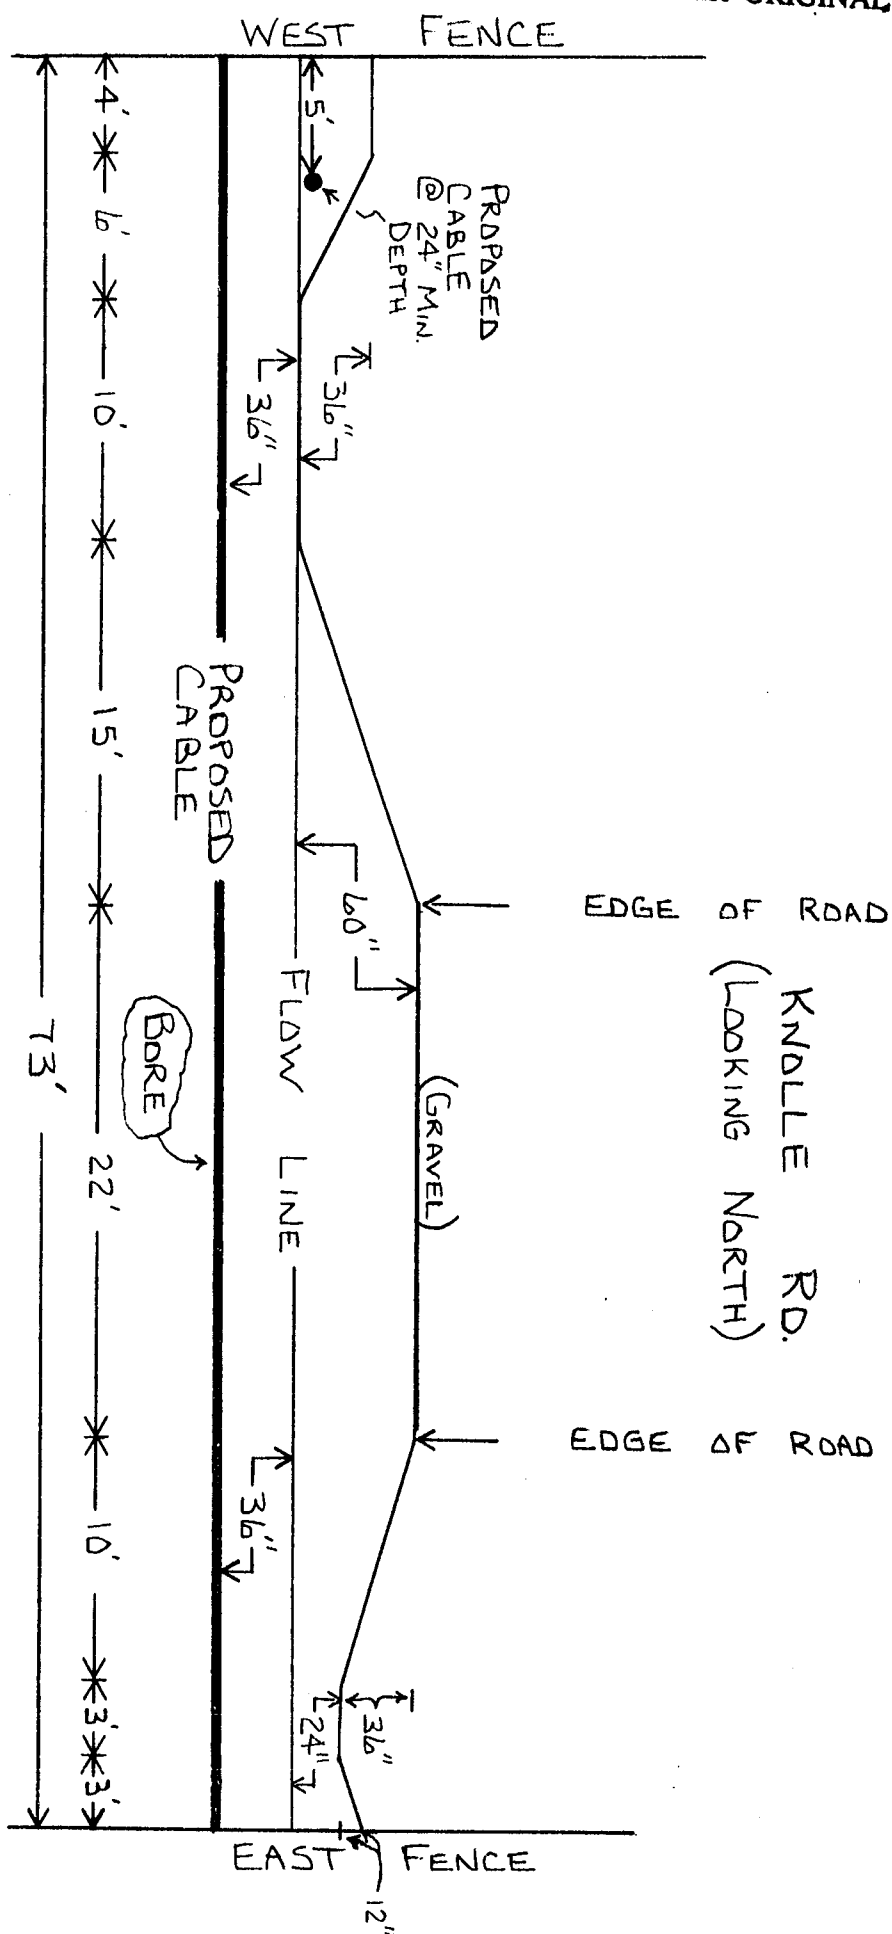 ORIGINAL
WEST FENCE
4'
6'
10'
15'
22'
10'
3'
3'
73'
5'
PROPOSED
CABLE
@ 24" MIN.
DEPTH
36"
36"
PROPOSED
CABLE
60"
FLOW LINE
BORE
(GRAVEL)
EDGE OF ROAD
KNOLLE RD.
(LOOKING NORTH)
EDGE OF ROAD
36"
36"
24"
EAST FENCE
12"